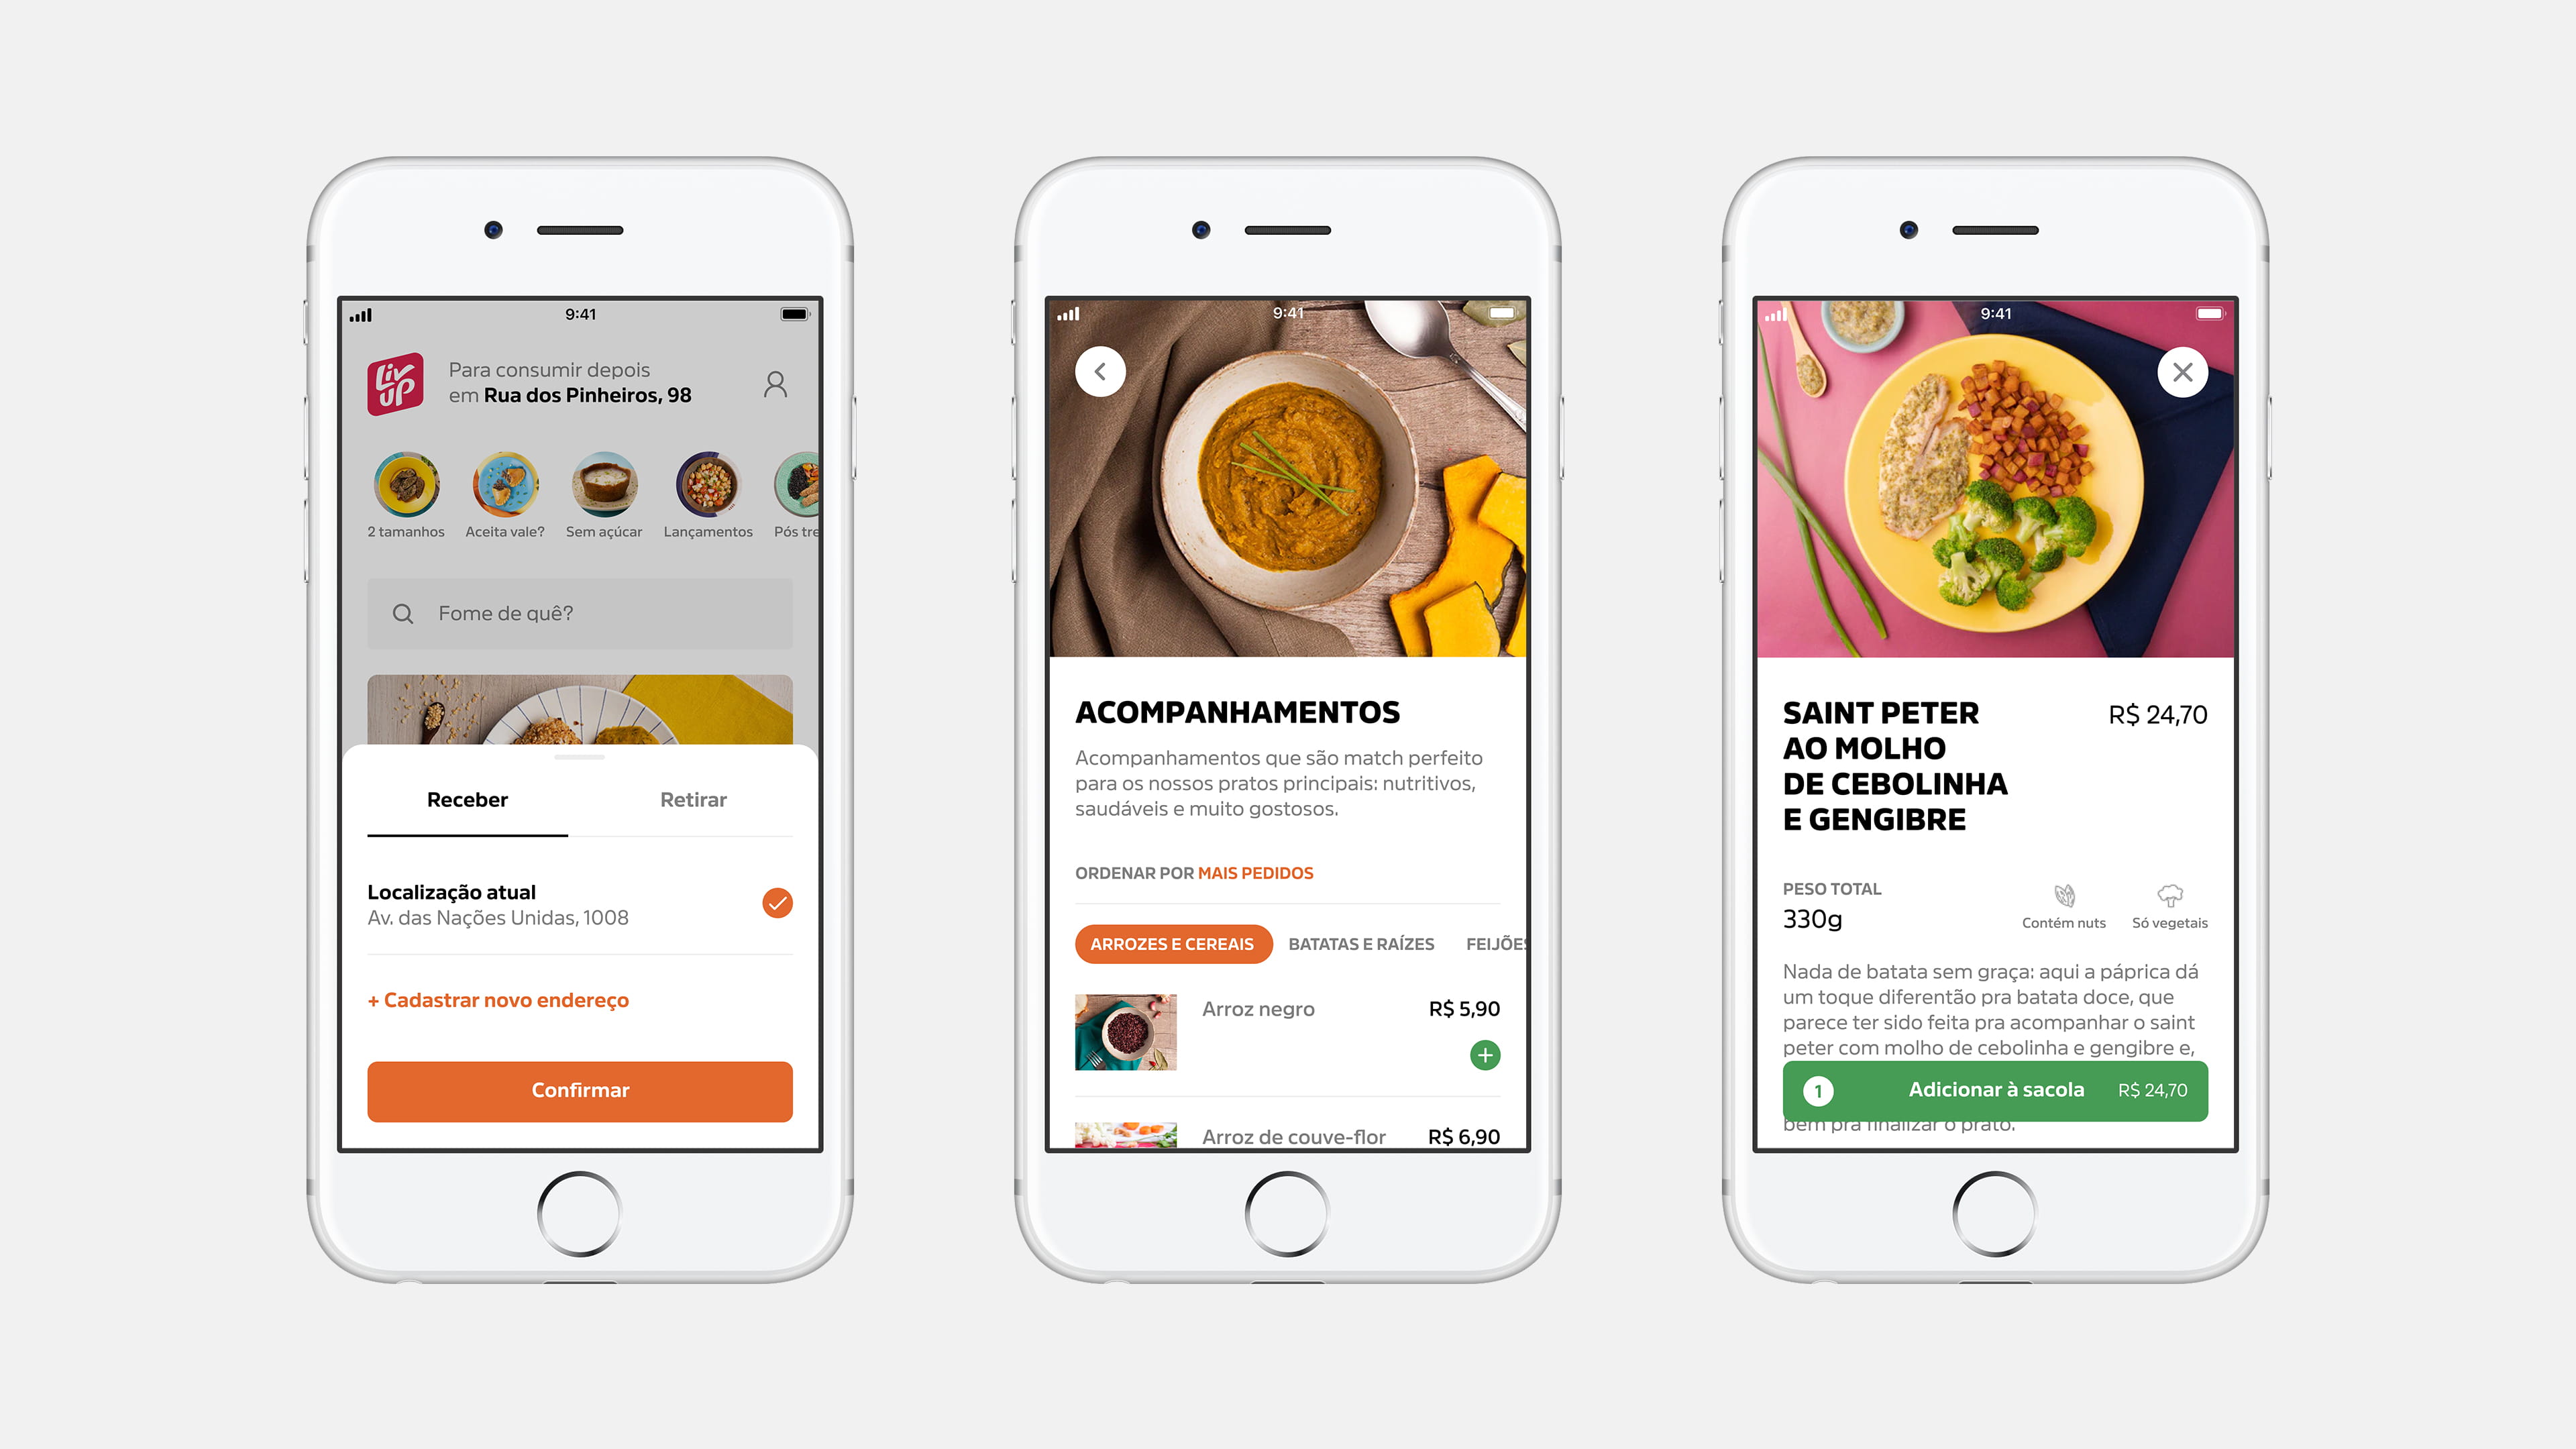 9:41
Liv
up
Para consumir depois
em Rua dos Pinheiros, 98
2 tamanhos
Aceita vale?
Sem açúcar
Lançamentos
Pós tre
Fome de quê?
Receber
Retirar
Localização atual
Av. das Nações Unidas, 1008
+ Cadastrar novo endereço
Confirmar
9:41
ACOMPANHAMENTOS
Acompanhamentos que são match perfeito
para os nossos pratos principais: nutritivos,
saudáveis e muito gostosos.
ORDENAR POR MAIS PEDIDOS
ARROZES E CEREAIS
BATATAS E RAÍZES
FEIJÕES
Arroz negro
R$ 5,90
Arroz de couve-flor
R$ 6,90
9:41
SAINT PETER
AO MOLHO
DE CEBOLINHA
E GENGIBRE
R$ 24,70
PESO TOTAL
330g
Contém nuts
Só vegetais
Nada de batata sem graça: aqui a páprica dá
um toque diferentão pra batata doce, que
parece ter sido feita pra acompanhar o saint
peter com molho de cebolinha e gengibre e,
1
Adicionar à sacola
R$ 24,70
bem pra finalizar o prato.